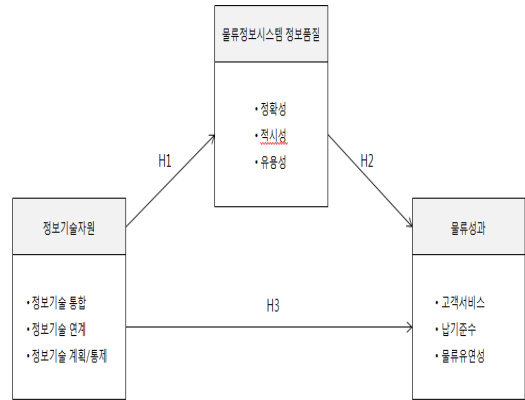 물류정보시스템 정보품질
• 정확성
• 적시성
• 유용성
H1
H2
정보기술자원
• 정보기술 통합
• 정보기술 연계
• 정보기술 계획/통제
H3
물류성과
• 고객서비스
• 납기준수
• 물류유연성